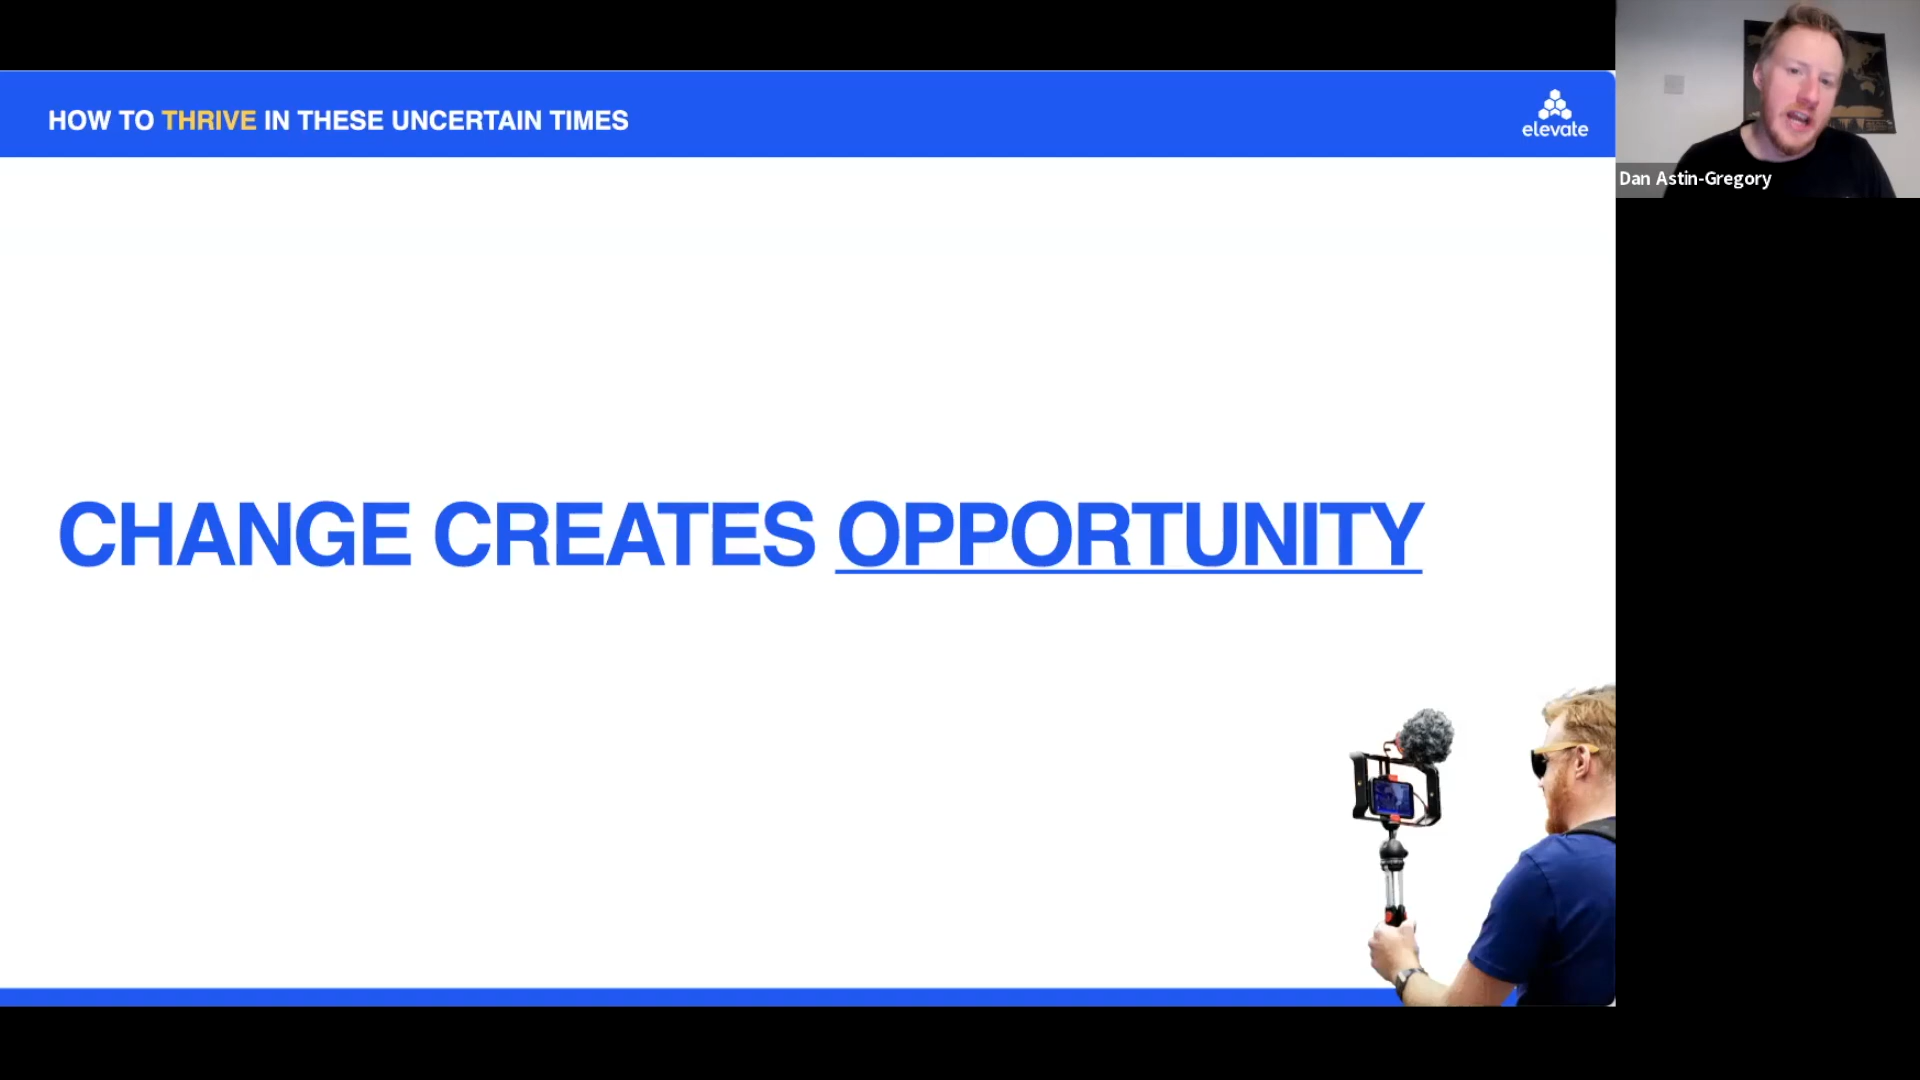 HOW TO THRIVE IN THESE UNCERTAIN TIMES
elevate
Dan Astin-Gregory
CHANGE CREATES OPPORTUNITY